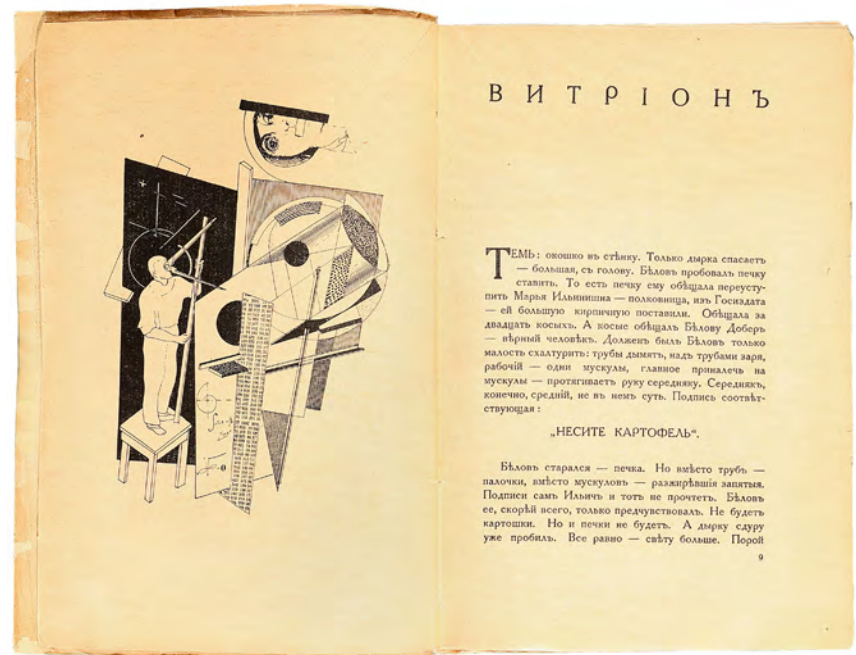 ВИТРІОНЪ
ТЕМЬ: окошко въ стѣнку. Только дырка спасаетъ
— большая, съ голову. Бѣловъ пробовалъ печку
ставить. То есть печку ему обѣщала переусту-
пить Марья Ильинишна — полковница, изъ Госиздата
— ей большую кирпичную поставили. Обѣщала за
двадцать косыхъ. А косые обѣщалъ Бѣлову Доберъ
— вѣрный человѣкъ. Долженъ былъ Бѣловъ только
малость схалтурить: трубы дымятъ, надъ трубами заря,
рабочій — одни мускулы, главное приналечь на
мускулы — протягиваетъ руку середняку. Середнякъ,
конечно, средній, не въ немъ суть. Подпись соотвѣт-
ствующая:
„НЕСИТЕ КАРТОФЕЛЬ“.
Бѣловъ старался — печка. Но вмѣсто трубъ —
палочки, вмѣсто мускуловъ — разжирѣвшія запятыя.
Подписи самъ Ильичъ и тотъ не прочтетъ. Бѣловъ
ее, скорѣй всего, только предчувствовалъ. Не будетъ
картошки. Но и печки не будетъ. А дырку сдуру
уже пробилъ. Все равно — свѣту больше. Порой
9